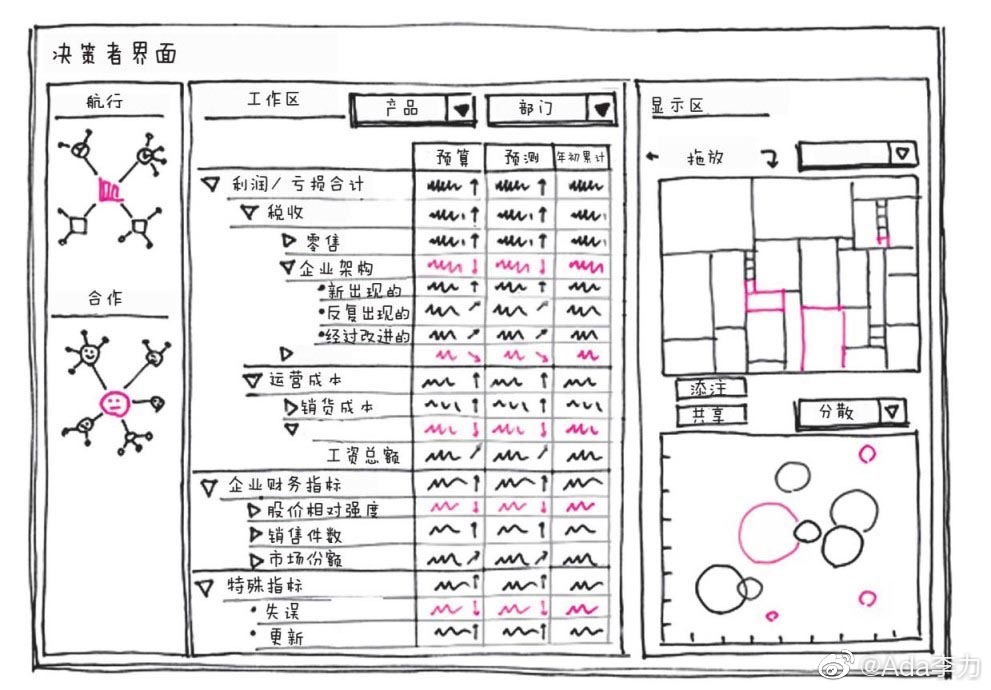 决策者界面
航行
合作
工作区
产品
部门
预算 预测 年初累计
利润/亏损合计
税收
零售
企业架构
•新出现的
•反复出现的
•经过改进的
运营成本
销货成本
工资总额
企业财务指标
股价相对强度
销售件数
市场份额
特殊指标
•失误
•更新
显示区
拖放
添注
共享
分散
@Ada李力